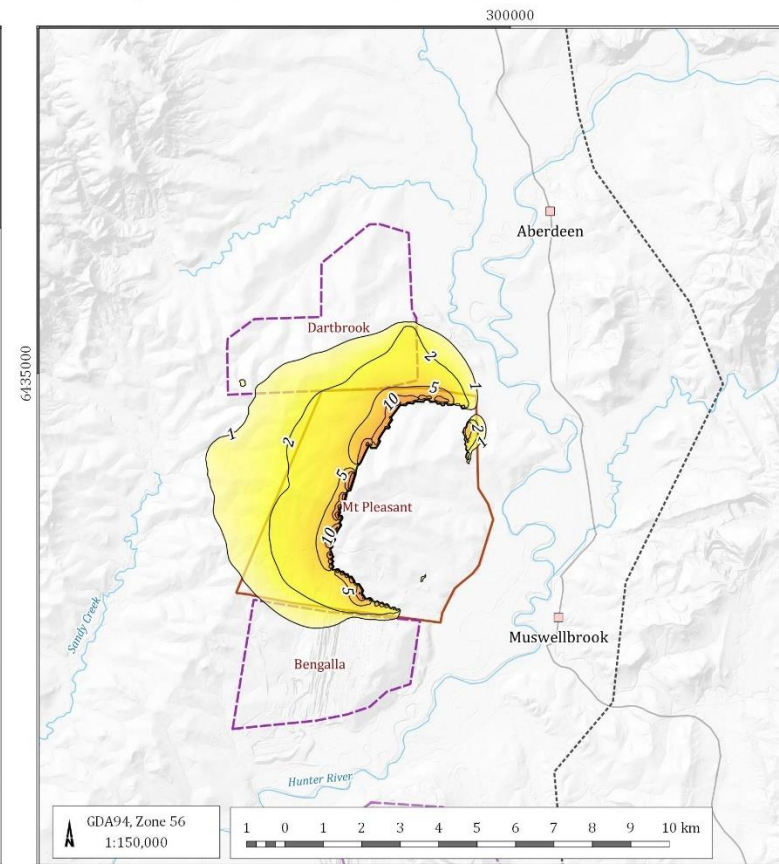 300000
6435000
Aberdeen
Dartbrook
2
1
5
10
1
2
2
1
5
Mt Pleasant
10
5
Sandy Creek
Muswellbrook
Bengalla
Hunter River
GDA94, Zone 56
1:150,000
1 0 1 2 3 4 5 6 7 8 9 10 km